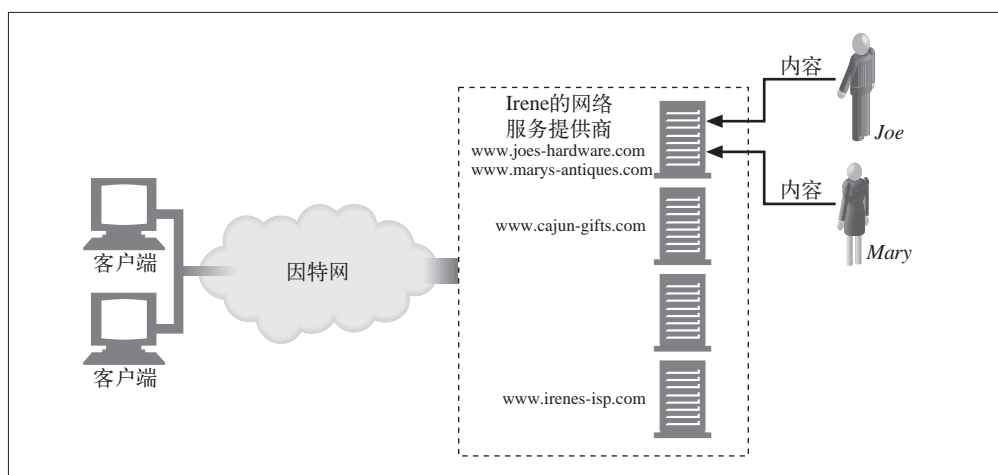 内容
Irene的网络
服务提供商
www.joes-hardware.com
www.marys-antiques.com
Joe
内容
Mary
www.cajun-gifts.com
客户端
因特网
客户端
www.irenes-isp.com